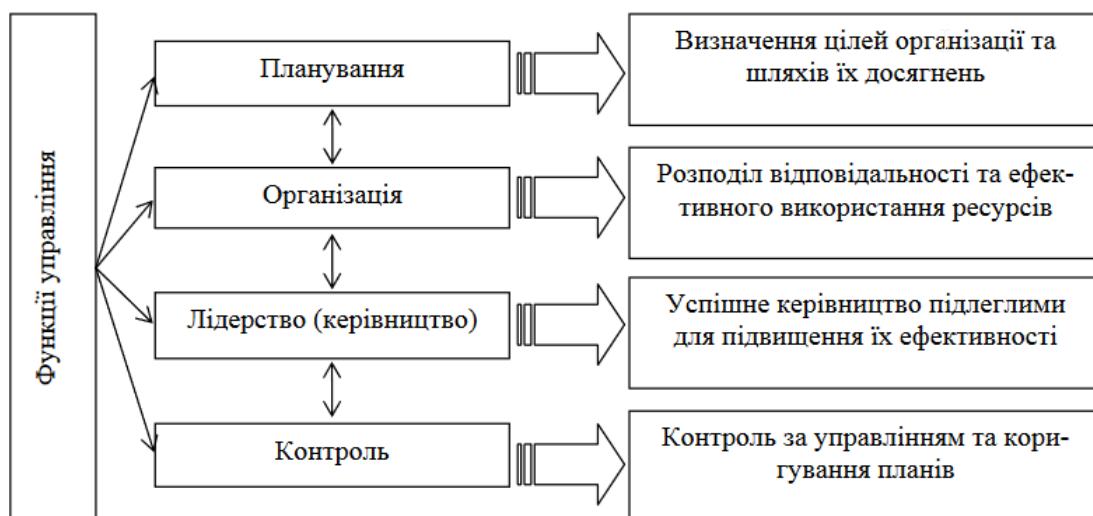 Функції управління
Планування
Визначення цілей організації та
шляхів їх досягнень
Організація
Розподіл відповідальності та ефек-
тивного використання ресурсів
Лідерство (керівництво)
Успішне керівництво підлеглими
для підвищення їх ефективності
Контроль
Контроль за управлінням та кори-
гування планів